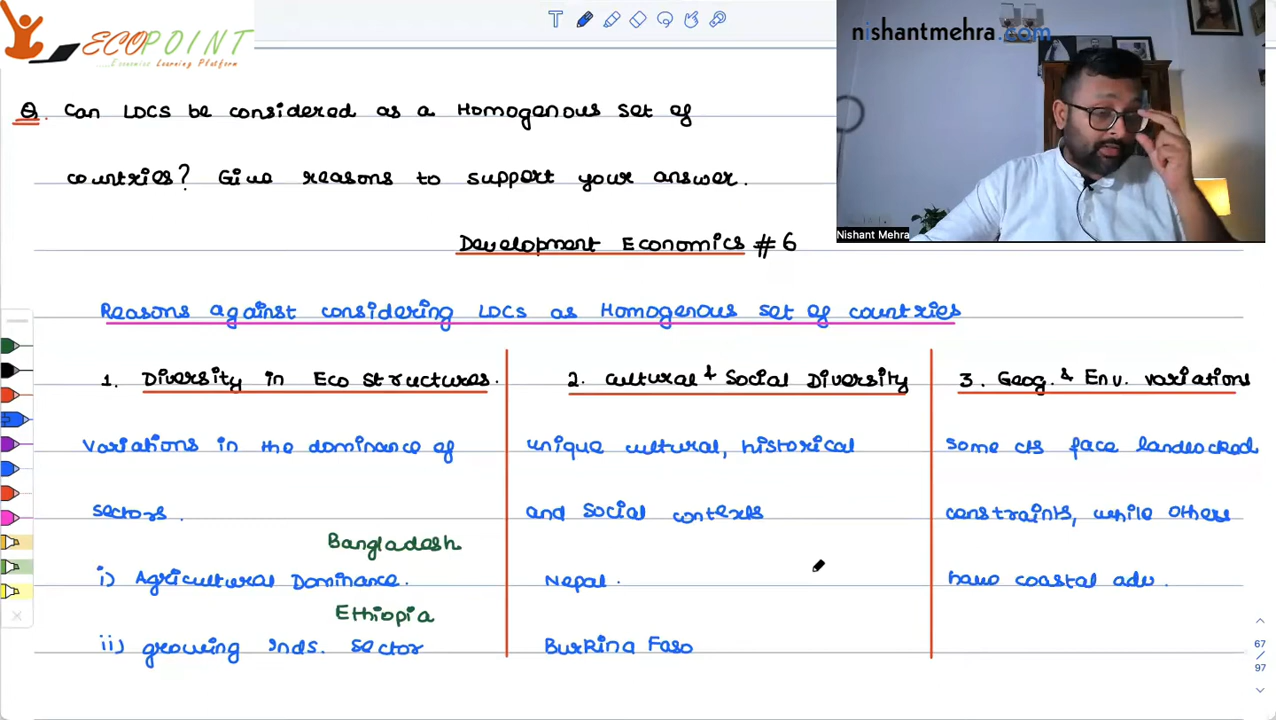 ECOPOINT
....Economics Learning Platform
nishantmehra.com
Nishant Mehra
Q. Can LDCS be considered as a Homogenous set of
countries? Give reasons to support your answer.
Development Economics # 6
Reasons against considering LDCS as Homogenous set of countries
1. Diversity in Eco Structures.
variations in the dominance of
sectors.
Bangladesh
i) Agricultural Dominance.
Ethiopia
ii) growing Inds. sector
2. Cultural & Social Diversity
unique cultural, historical
and Social contexts
Nepal.
Burkina Faso
3. Geog. & Env. variations
Some cts face landlocked
constraints, while others
have coastal adv.
67
/
97